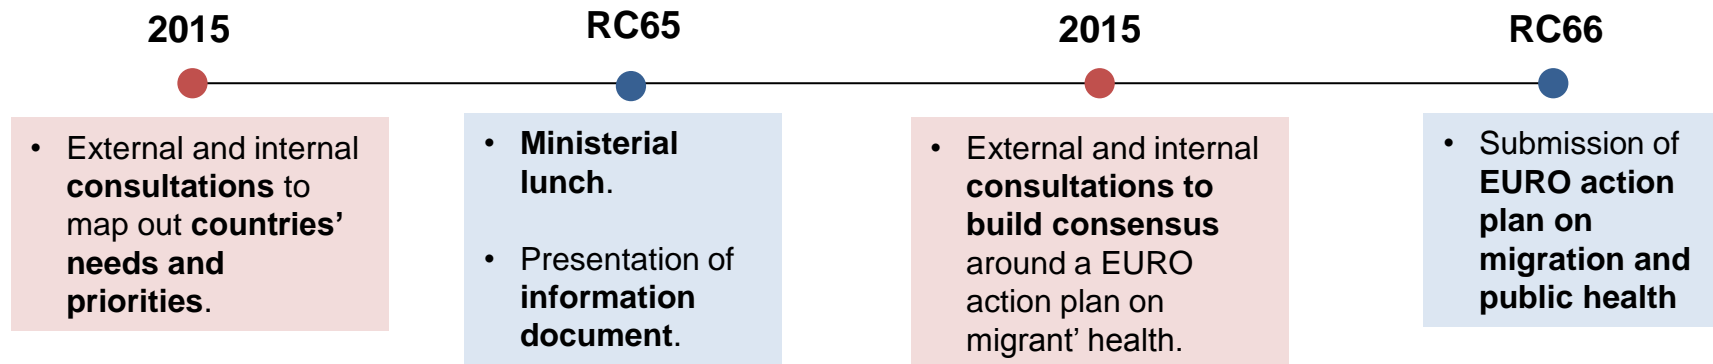 2015
• External and internal
consultations to
map out countries’
needs and
priorities.
RC65
• Ministerial
lunch.
• Presentation of
information
document.
2015
• External and internal
consultations to
build consensus
around a EURO
action plan on
migrant’ health.
RC66
• Submission of
EURO action
plan on
migration and
public health